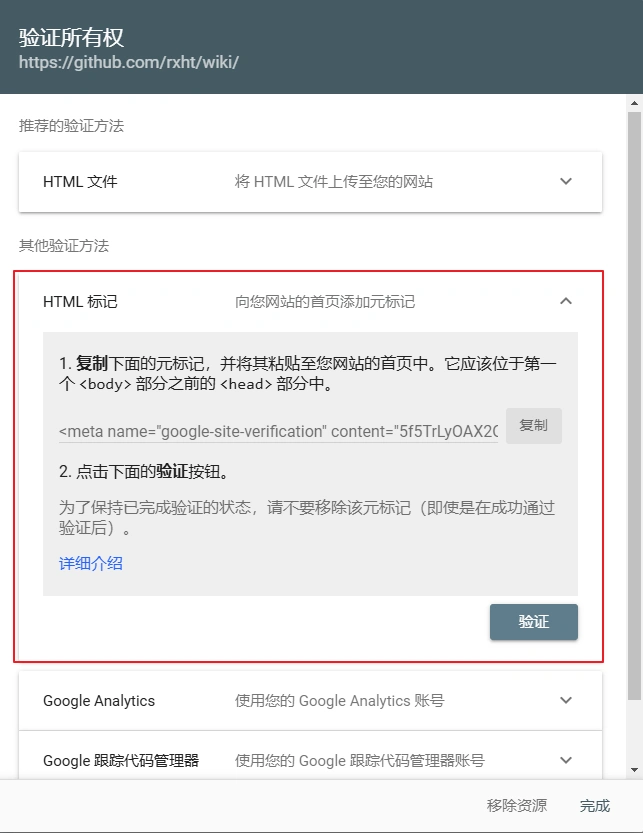 验证所有权
https://github.com/rxht/wiki/
推荐的验证方法
HTML 文件 将 HTML 文件上传至您的网站
其他验证方法
HTML 标记 向您网站的首页添加元标记
1. 复制下面的元标记，并将其粘贴至您网站的首页中。它应该位于第一
个 <body> 部分之前的 <head> 部分中。
<meta name="google-site-verification" content="5f5TrLyOAX2 复制
2. 点击下面的验证按钮。
为了保持已完成验证的状态，请不要移除该元标记（即使是在成功通过
验证后）。
详细介绍
验证
Google Analytics 使用您的 Google Analytics 账号
Google 跟踪代码管理器 使用您的 Google 跟踪代码管理器账号
移除资源 完成